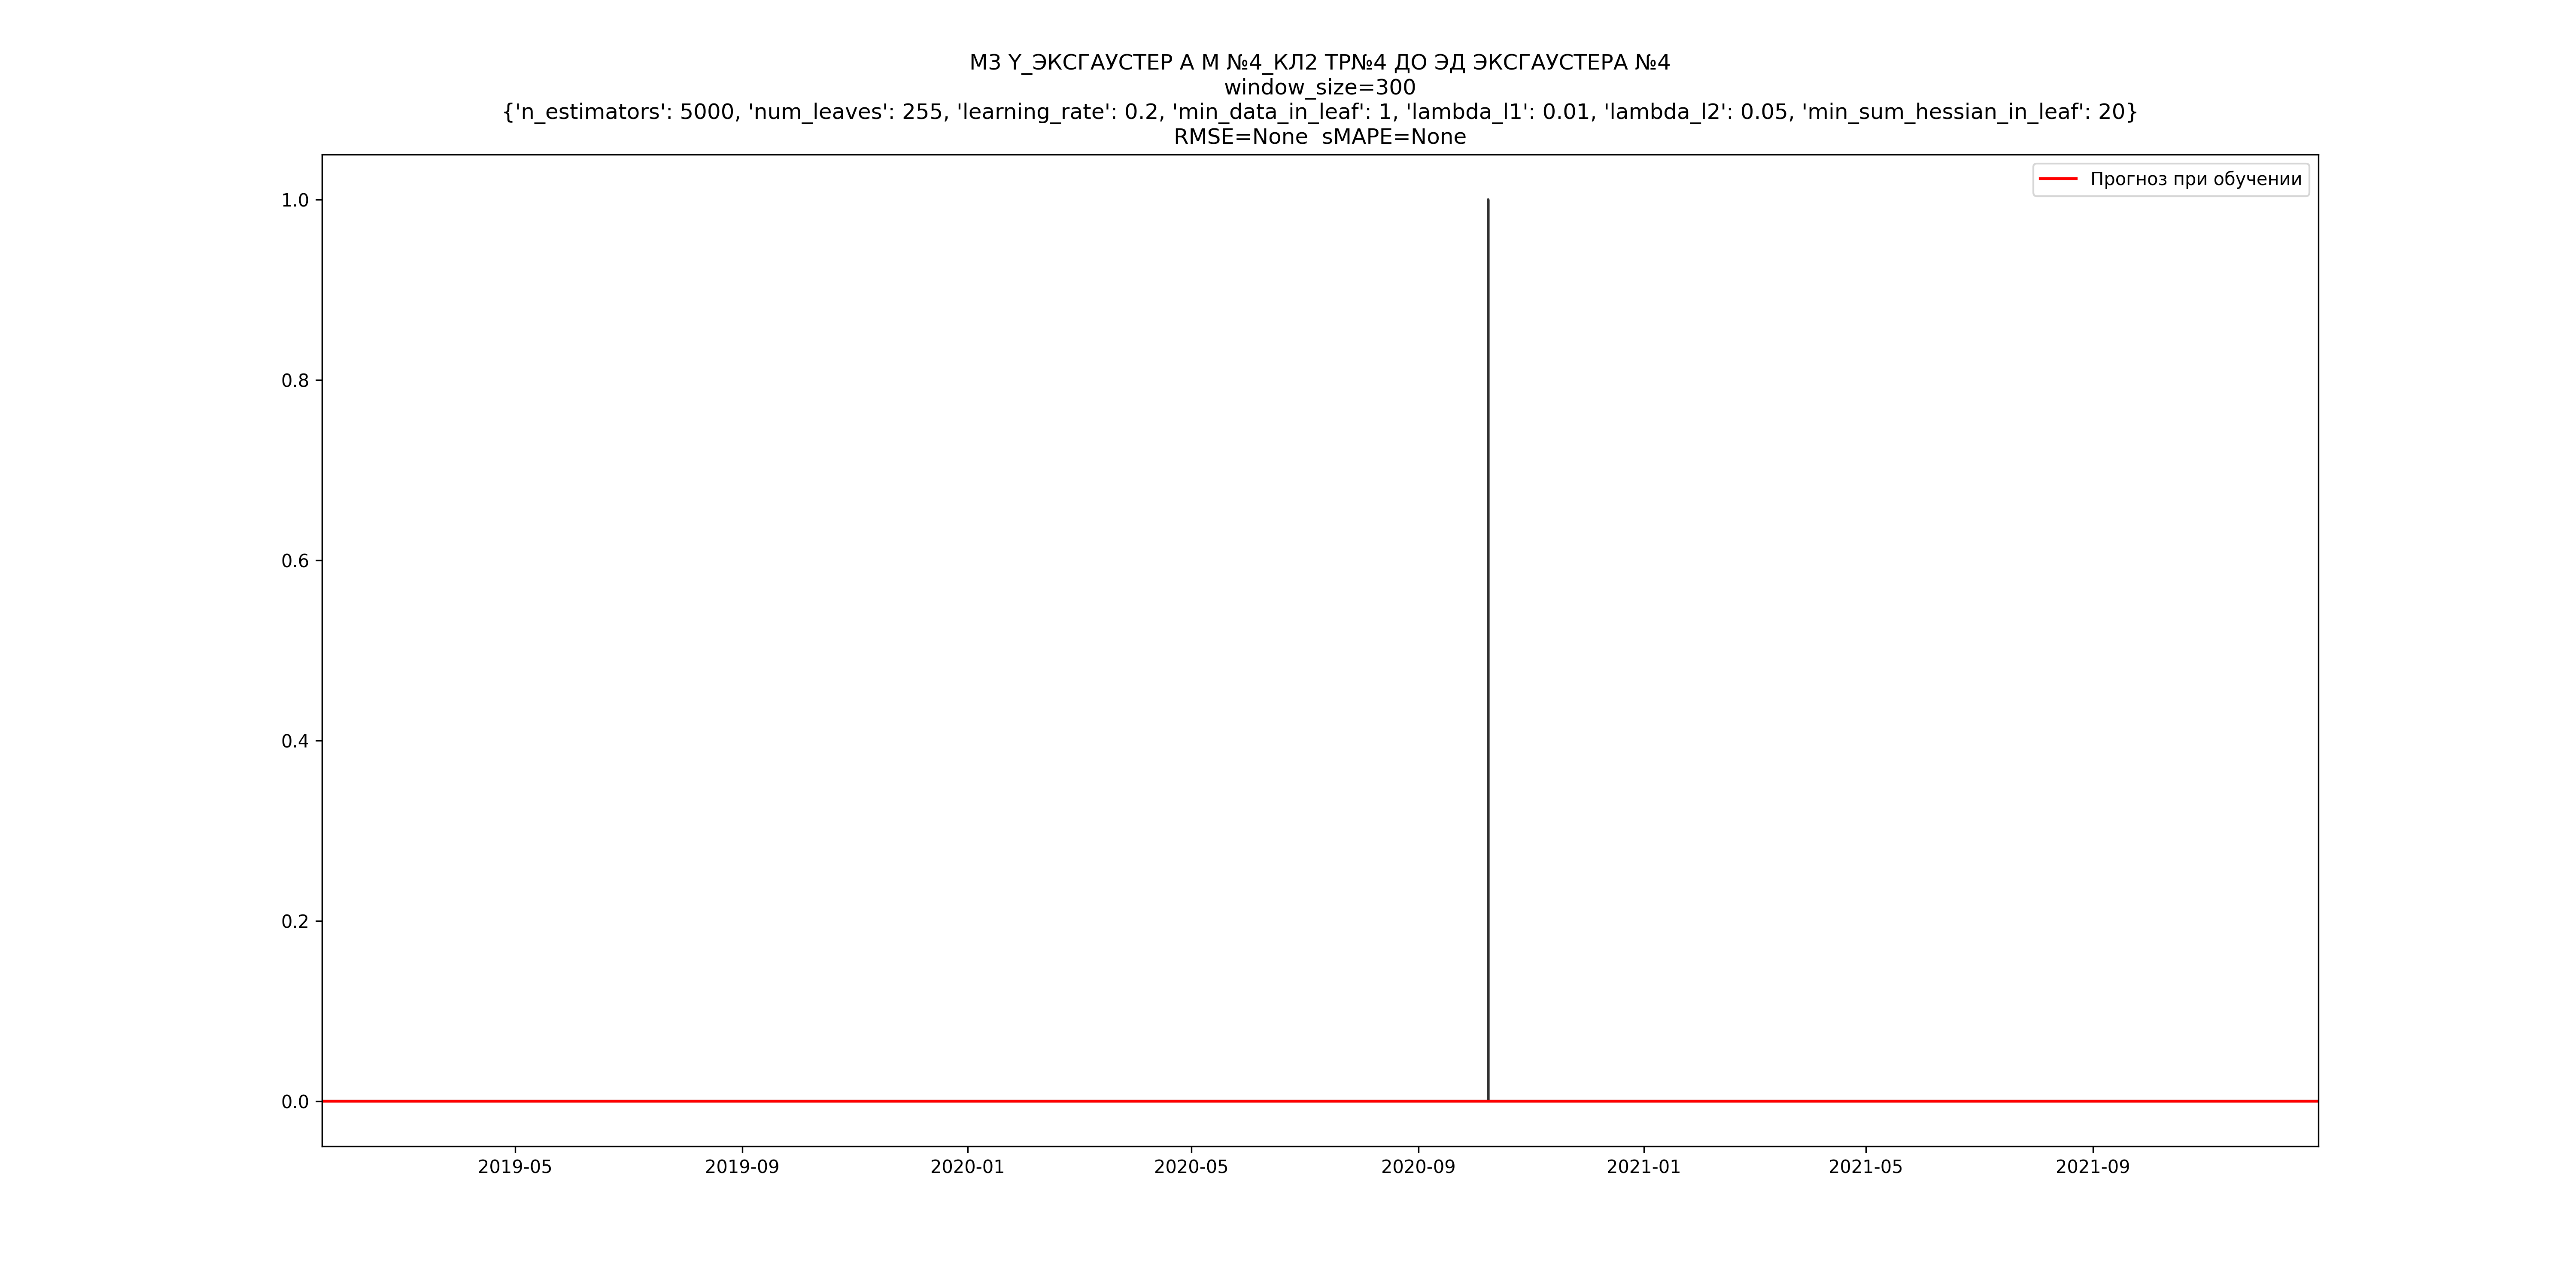 М3 Y_ЭКСГАУСТЕР А М №4_КЛ2 ТР№4 ДО ЭД ЭКСГАУСТЕРА №4
window_size=300
{'n_estimators': 5000, 'num_leaves': 255, 'learning_rate': 0.2, 'min_data_in_leaf': 1, 'lambda_l1': 0.01, 'lambda_l2': 0.05, 'min_sum_hessian_in_leaf': 20}
RMSE=None  sMAPE=None
Прогноз при обучении
1.0
0.8
0.6
0.4
0.2
0.0
2019-05 2019-09 2020-01 2020-05 2020-09 2021-01 2021-05 2021-09